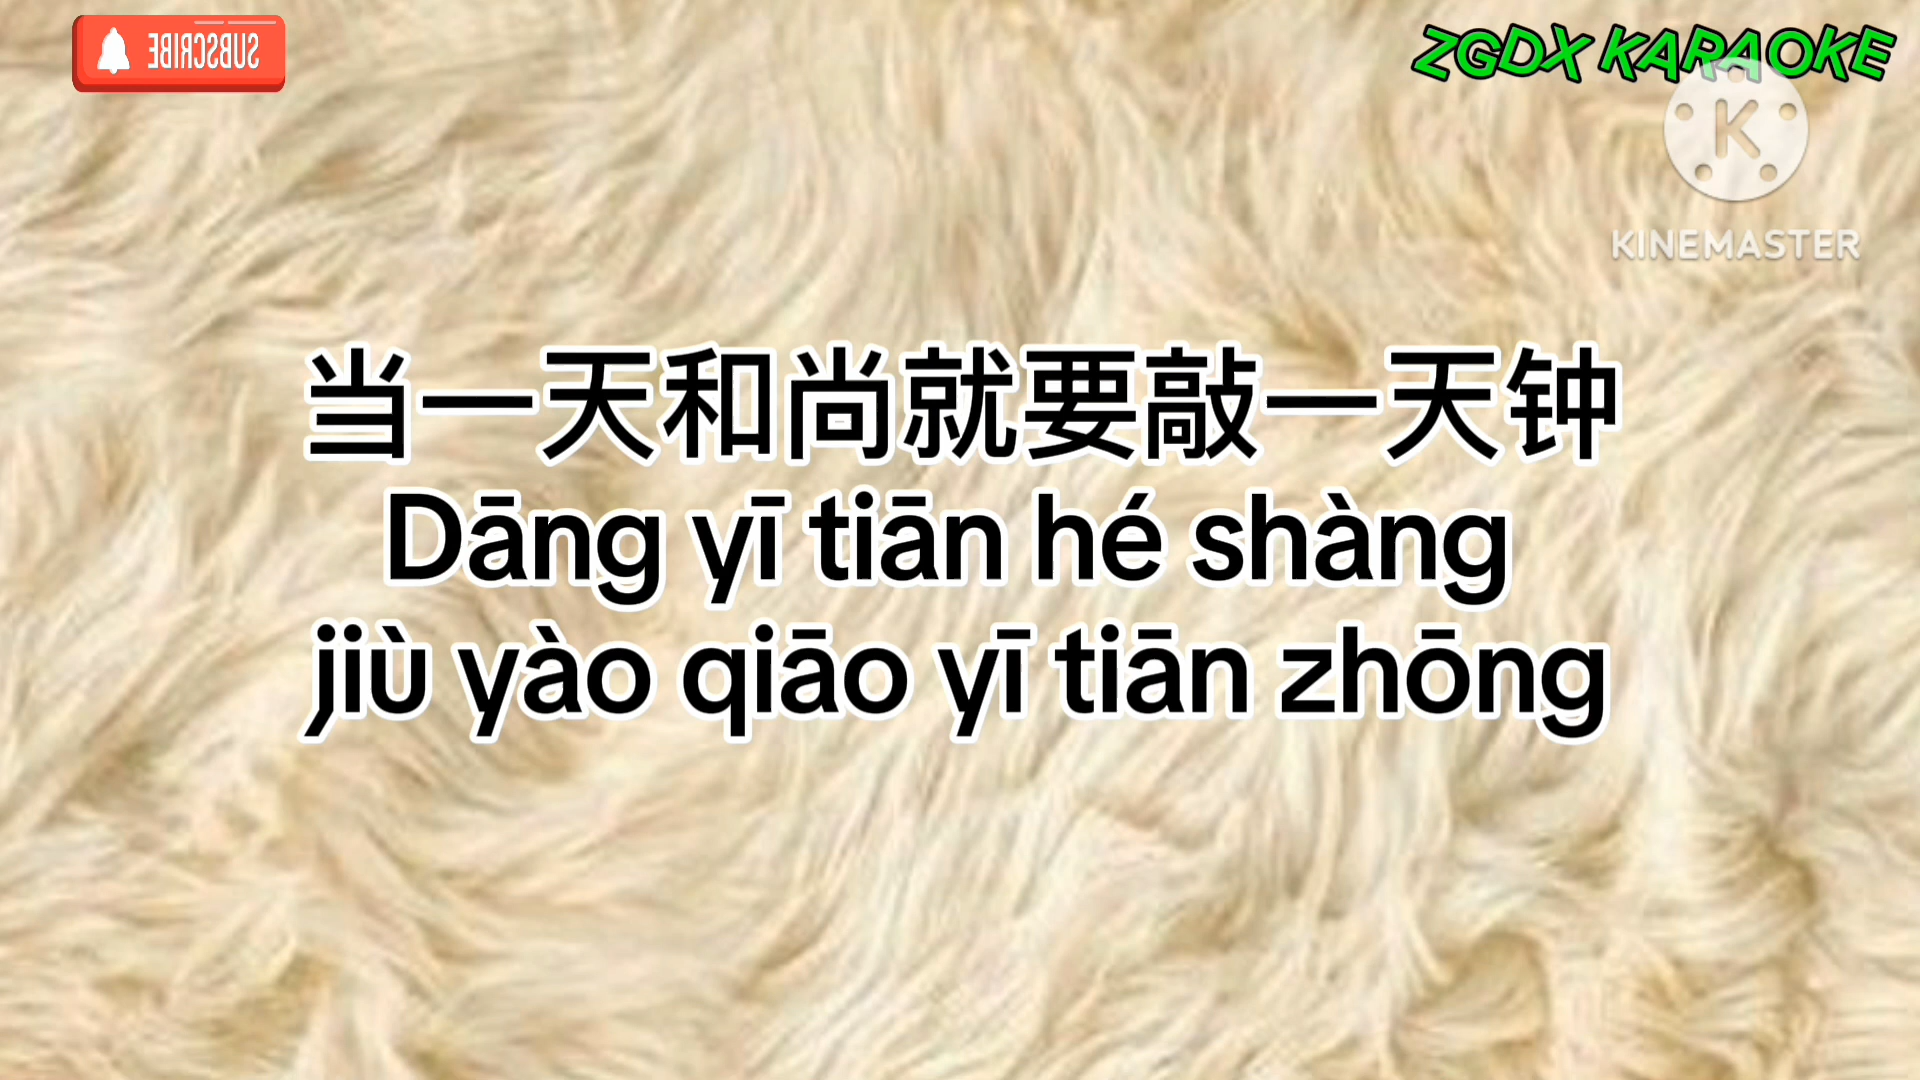 SUBSCRIBE
ZGDX KARAOKE
K
KINEMASTER
当一天和尚就要敲一天钟
Dāng yī tiān hé shàng
jiù yào qiāo yī tiān zhōng